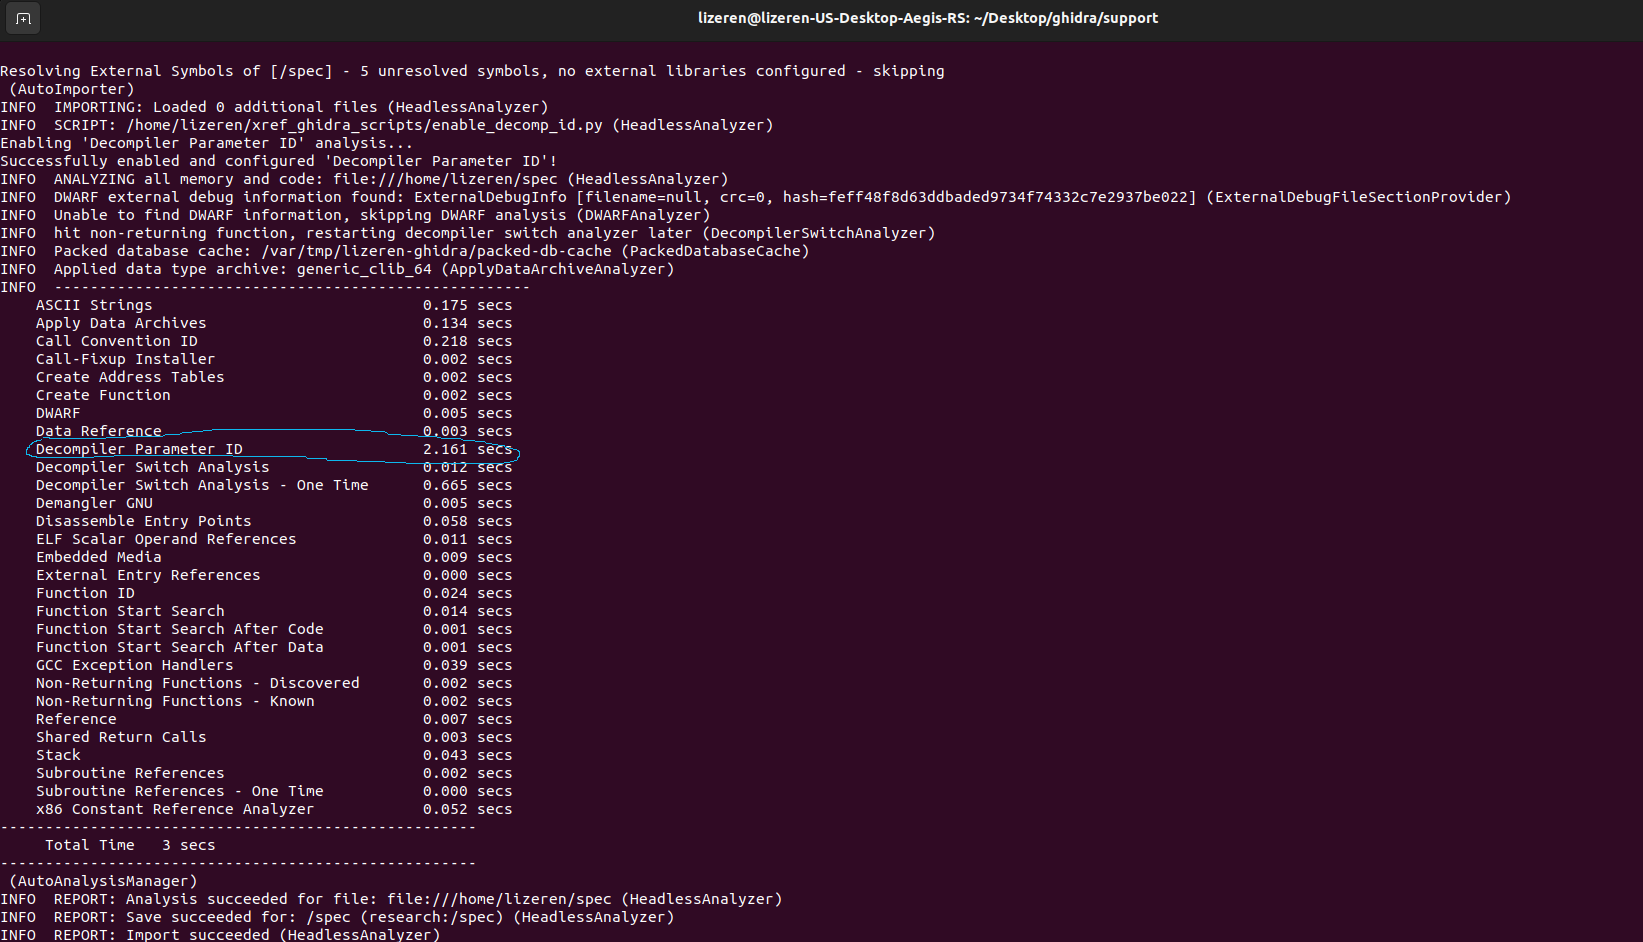 lizeren@lizeren-US-Desktop-Aegis-RS: ~/Desktop/ghidra/support
Resolving External Symbols of [/spec] - 5 unresolved symbols, no external libraries configured - skipping
(AutoImporter)
INFO  IMPORTING: Loaded 0 additional files (HeadlessAnalyzer)
INFO  SCRIPT: /home/lizeren/xref_ghidra_scripts/enable_decomp_id.py (HeadlessAnalyzer)
Enabling 'Decompiler Parameter ID' analysis...
Successfully enabled and configured 'Decompiler Parameter ID'!
INFO  ANALYZING all memory and code: file:///home/lizeren/spec (HeadlessAnalyzer)
INFO  DWARF external debug information found: ExternalDebugInfo [filename=null, crc=0, hash=feff48f8d63ddbaded9734f74332c7e2937be022] (ExternalDebugFileSectionProvider)
INFO  Unable to find DWARF information, skipping DWARF analysis (DWARFAnalyzer)
INFO  hit non-returning function, restarting decompiler switch analyzer later (DecompilerSwitchAnalyzer)
INFO  Packed database cache: /var/tmp/lizeren-ghidra/packed-db-cache (PackedDatabaseCache)
INFO  Applied data type archive: generic_clib_64 (ApplyDataArchiveAnalyzer)
INFO  -----------------------------------------------------
ASCII Strings                              0.175 secs
Apply Data Archives                        0.134 secs
Call Convention ID                         0.218 secs
Call-Fixup Installer                       0.002 secs
Create Address Tables                      0.002 secs
Create Function                            0.002 secs
DWARF                                      0.005 secs
Data Reference                             0.003 secs
Decompiler Parameter ID                    2.161 secs
Decompiler Switch Analysis                 0.012 secs
Decompiler Switch Analysis - One Time      0.665 secs
Demangler GNU                              0.005 secs
Disassemble Entry Points                   0.058 secs
ELF Scalar Operand References              0.011 secs
Embedded Media                             0.009 secs
External Entry References                  0.000 secs
Function ID                                0.024 secs
Function Start Search                      0.014 secs
Function Start Search After Code           0.001 secs
Function Start Search After Data           0.001 secs
GCC Exception Handlers                     0.039 secs
Non-Returning Functions - Discovered       0.002 secs
Non-Returning Functions - Known            0.002 secs
Reference                                  0.007 secs
Shared Return Calls                        0.003 secs
Stack                                      0.043 secs
Subroutine References                      0.002 secs
Subroutine References - One Time           0.000 secs
x86 Constant Reference Analyzer            0.052 secs
-----------------------------------------------------
Total Time   3 secs
-----------------------------------------------------
(AutoAnalysisManager)
INFO  REPORT: Analysis succeeded for file: file:///home/lizeren/spec (HeadlessAnalyzer)
INFO  REPORT: Save succeeded for: /spec (research:/spec) (HeadlessAnalyzer)
INFO  REPORT: Import succeeded (HeadlessAnalyzer)